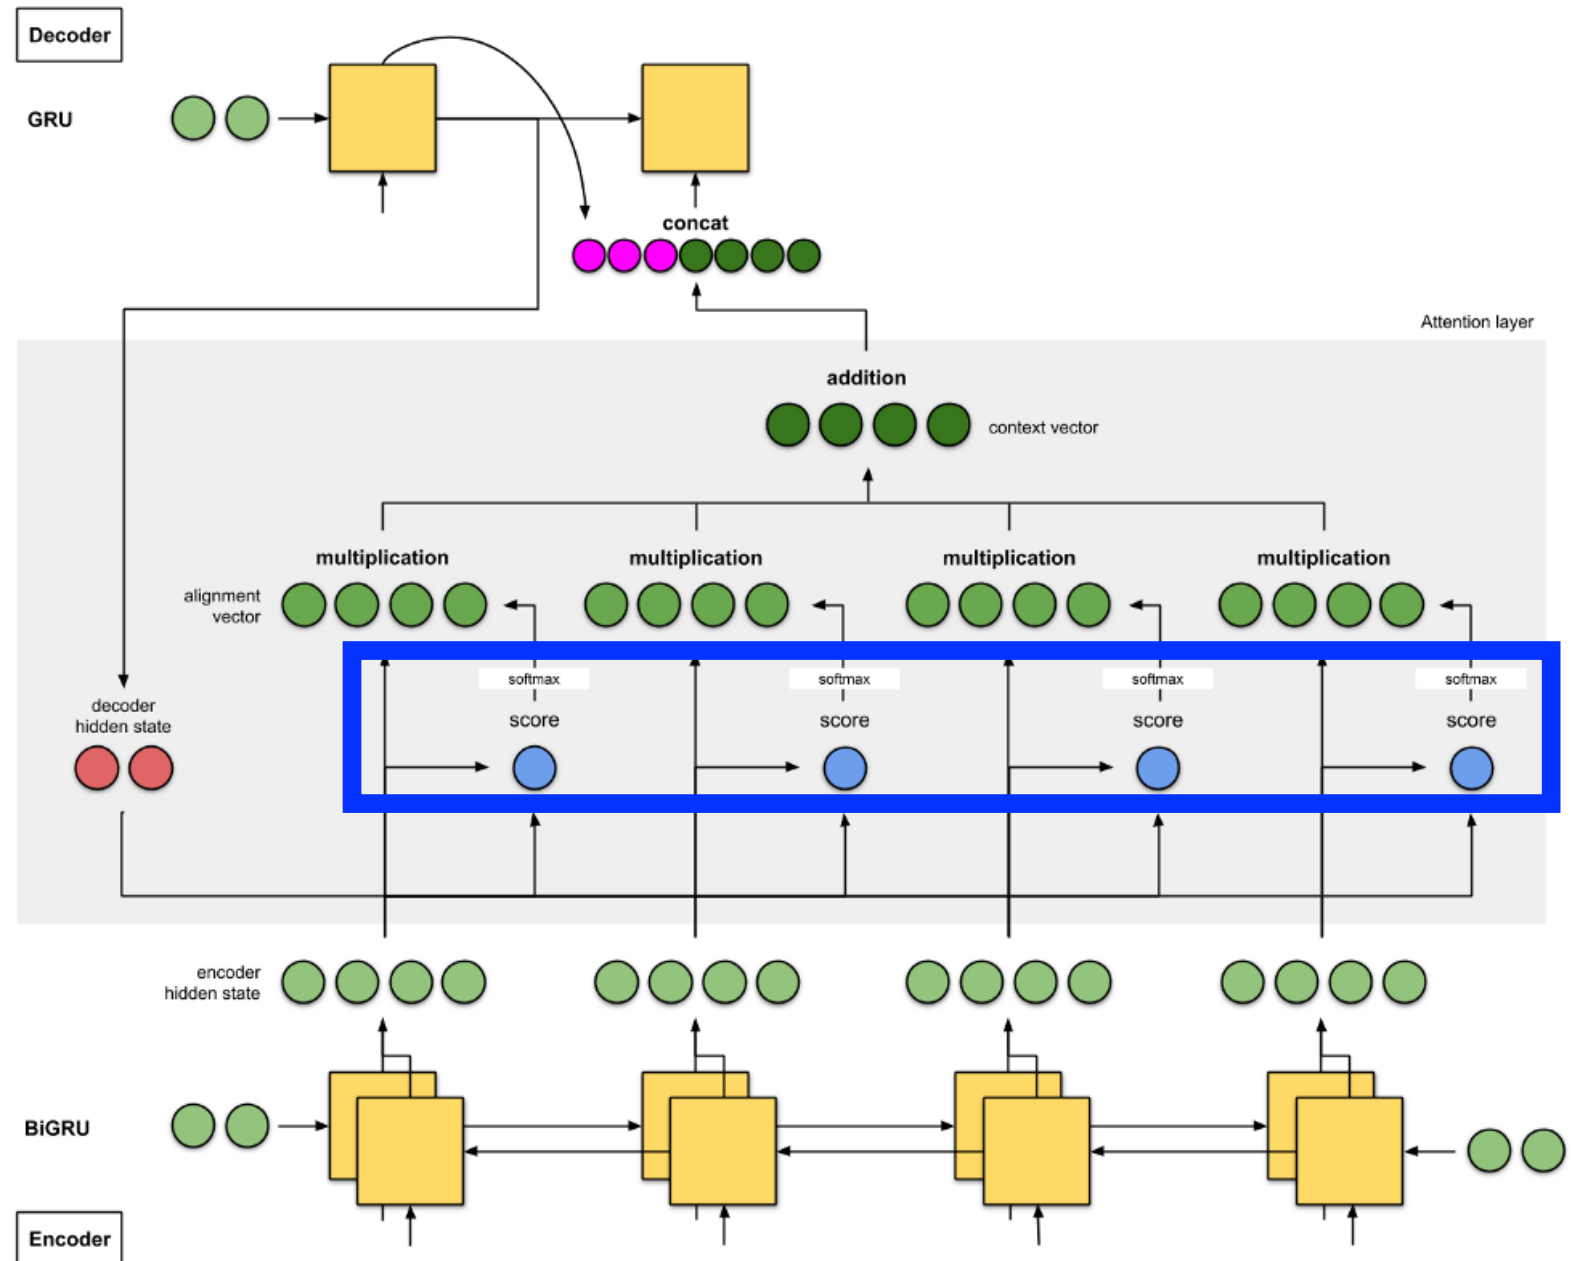 Decoder
GRU
concat
Attention layer
addition
context vector
multiplication
multiplication
multiplication
multiplication
alignment
vector
softmax
softmax
softmax
softmax
score
score
score
score
decoder
hidden state
encoder
hidden state
BiGRU
Encoder